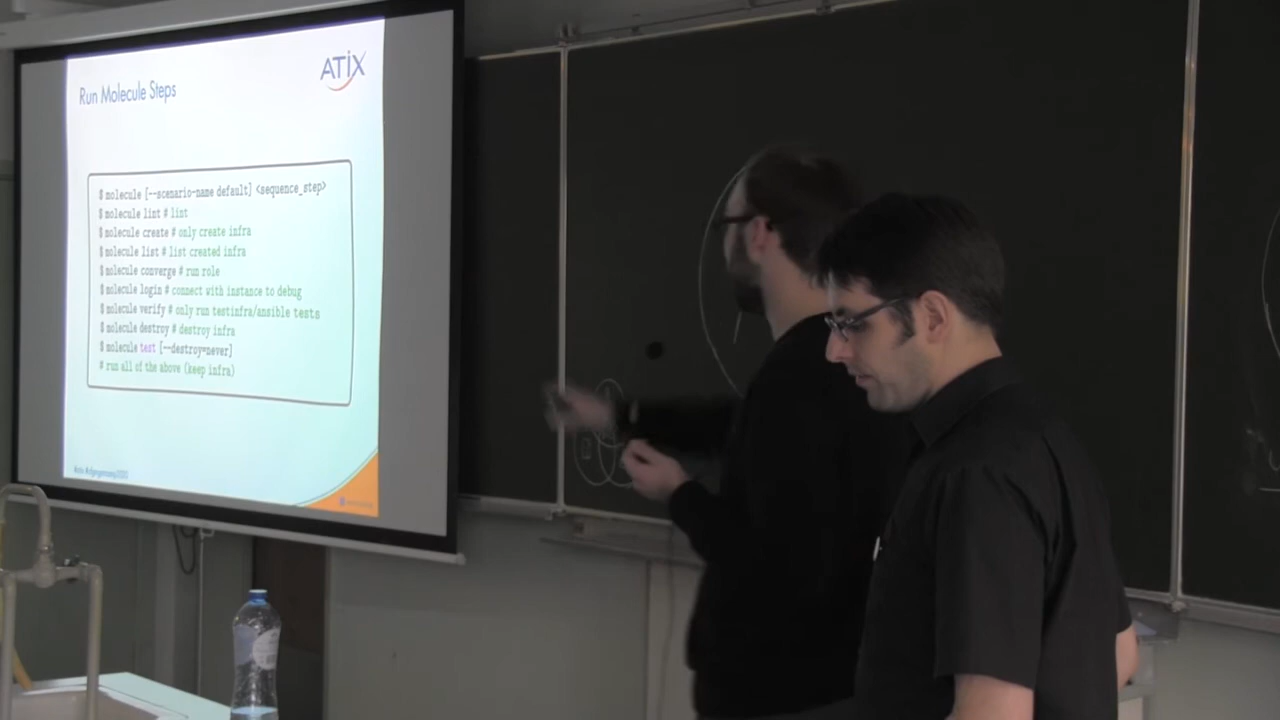 ATIX
Run Molecule Steps
$ molecule [--scenario-name default] <sequence_step>
$ molecule lint # lint
$ molecule create # only create infra
$ molecule list # list created infra
$ molecule converge # run role
$ molecule login # connect with instance to debug
$ molecule verify # only run testinfra/ansible tests
$ molecule destroy # destroy infra
$ molecule test [--destroy=never]
# run all of the above (keep infra)